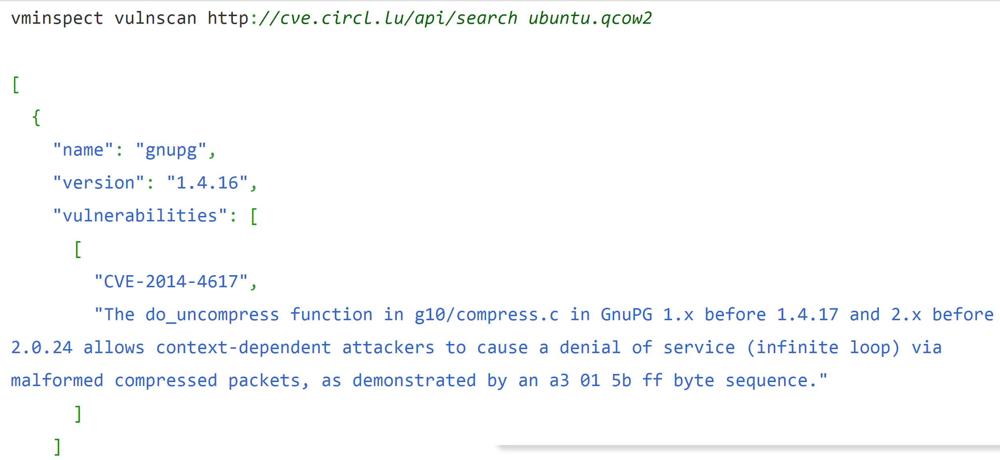 vminspect vulnscan http://cve.circl.lu/api/search ubuntu.qcow2
[
{
"name": "gnupg",
"version": "1.4.16",
"vulnerabilities": [
[
"CVE-2014-4617",
"The do_uncompress function in g10/compress.c in GnuPG 1.x before 1.4.17 and 2.x before
2.0.24 allows context-dependent attackers to cause a denial of service (infinite loop) via
malformed compressed packets, as demonstrated by an a3 01 5b ff byte sequence."
]
]